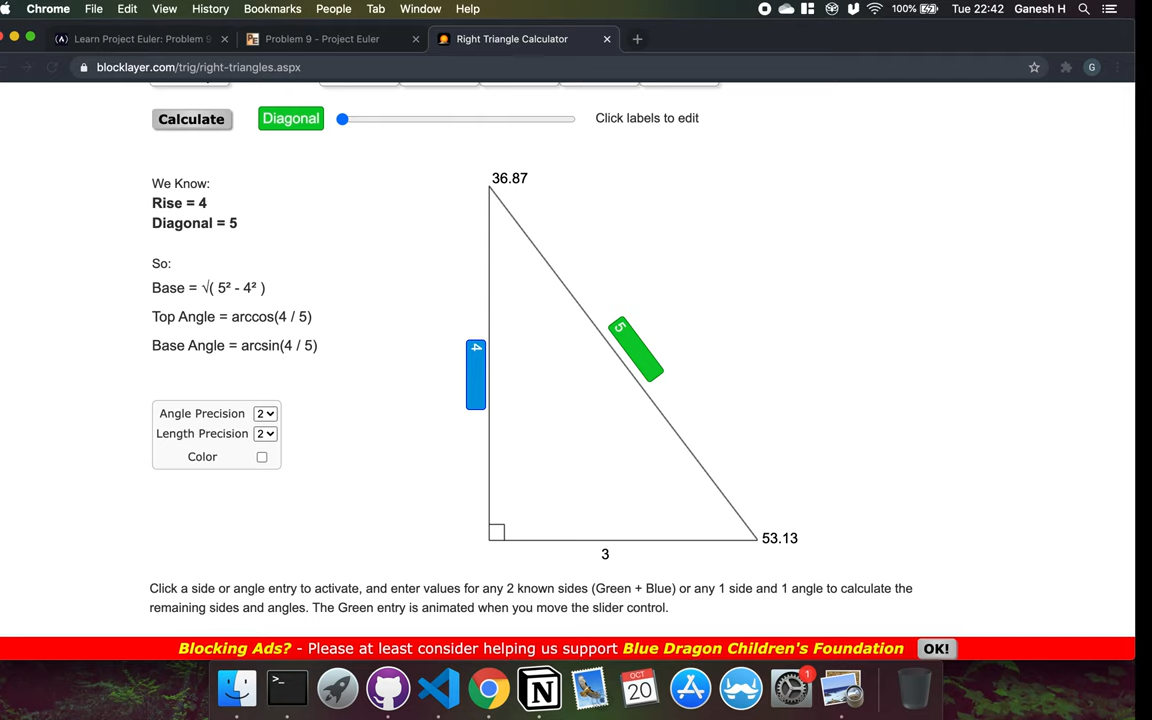 Chrome File Edit View History Bookmarks People Tab Window Help 100% Tue 22:42 Ganesh H
Learn Project Euler: Problem 9
Problem 9 - Project Euler
Right Triangle Calculator
blocklayer.com/trig/right-triangles.aspx
G
Calculate
Diagonal
Click labels to edit
36.87
We Know:
Rise = 4
Diagonal = 5
So:
Base = √( 5² - 4² )
Top Angle = arccos(4 / 5)
Base Angle = arcsin(4 / 5)
5
4
Angle Precision 2
Length Precision 2
Color
53.13
3
Click a side or angle entry to activate, and enter values for any 2 known sides (Green + Blue) or any 1 side and 1 angle to calculate the
remaining sides and angles. The Green entry is animated when you move the slider control.
Blocking Ads? - Please at least consider helping us support Blue Dragon Children's Foundation OK!
OCT
20
1